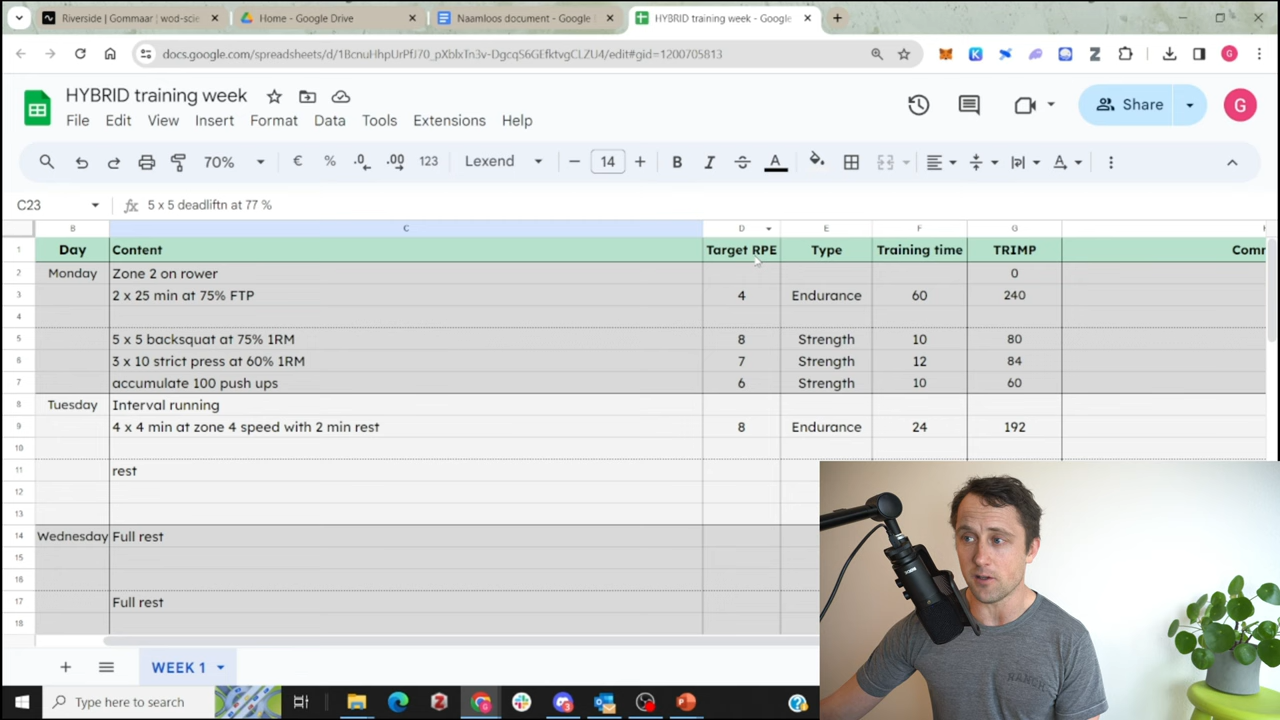 Riverside | Gommaar | wod-scie
Home - Google Drive
Naamloos document - Google
HYBRID training week - Google
docs.google.com/spreadsheets/d/
HYBRID training week
Share
G
File Edit View Insert Format Data Tools Extensions Help
70% € % .0 .00 123 Lexend 14 B I A
C23 fx 5 x 5 deadliftn at 77 %
B C D E F G
1 Day Content Target RPE Type Training time TRIMP Comr
2 Monday Zone 2 on rower 0
3 2 x 25 min at 75% FTP 4 Endurance 60 240
4
5 5 x 5 backsquat at 75% 1RM 8 Strength 10 80
6 3 x 10 strict press at 60% 1RM 7 Strength 12 84
7 accumulate 100 push ups 6 Strength 10 60
8 Tuesday Interval running
9 4 x 4 min at zone 4 speed with 2 min rest 8 Endurance 24 192
10
11 rest
12
13
14 Wednesday Full rest
15
16
17 Full rest
18
WEEK 1
Type here to search